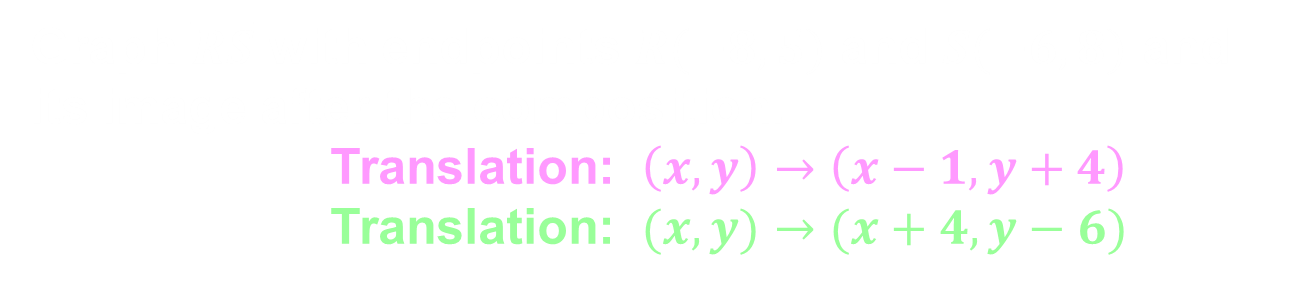 Translation: (x, y) → (x − 1, y + 4)
Translation: (x, y) → (x + 4, y − 6)